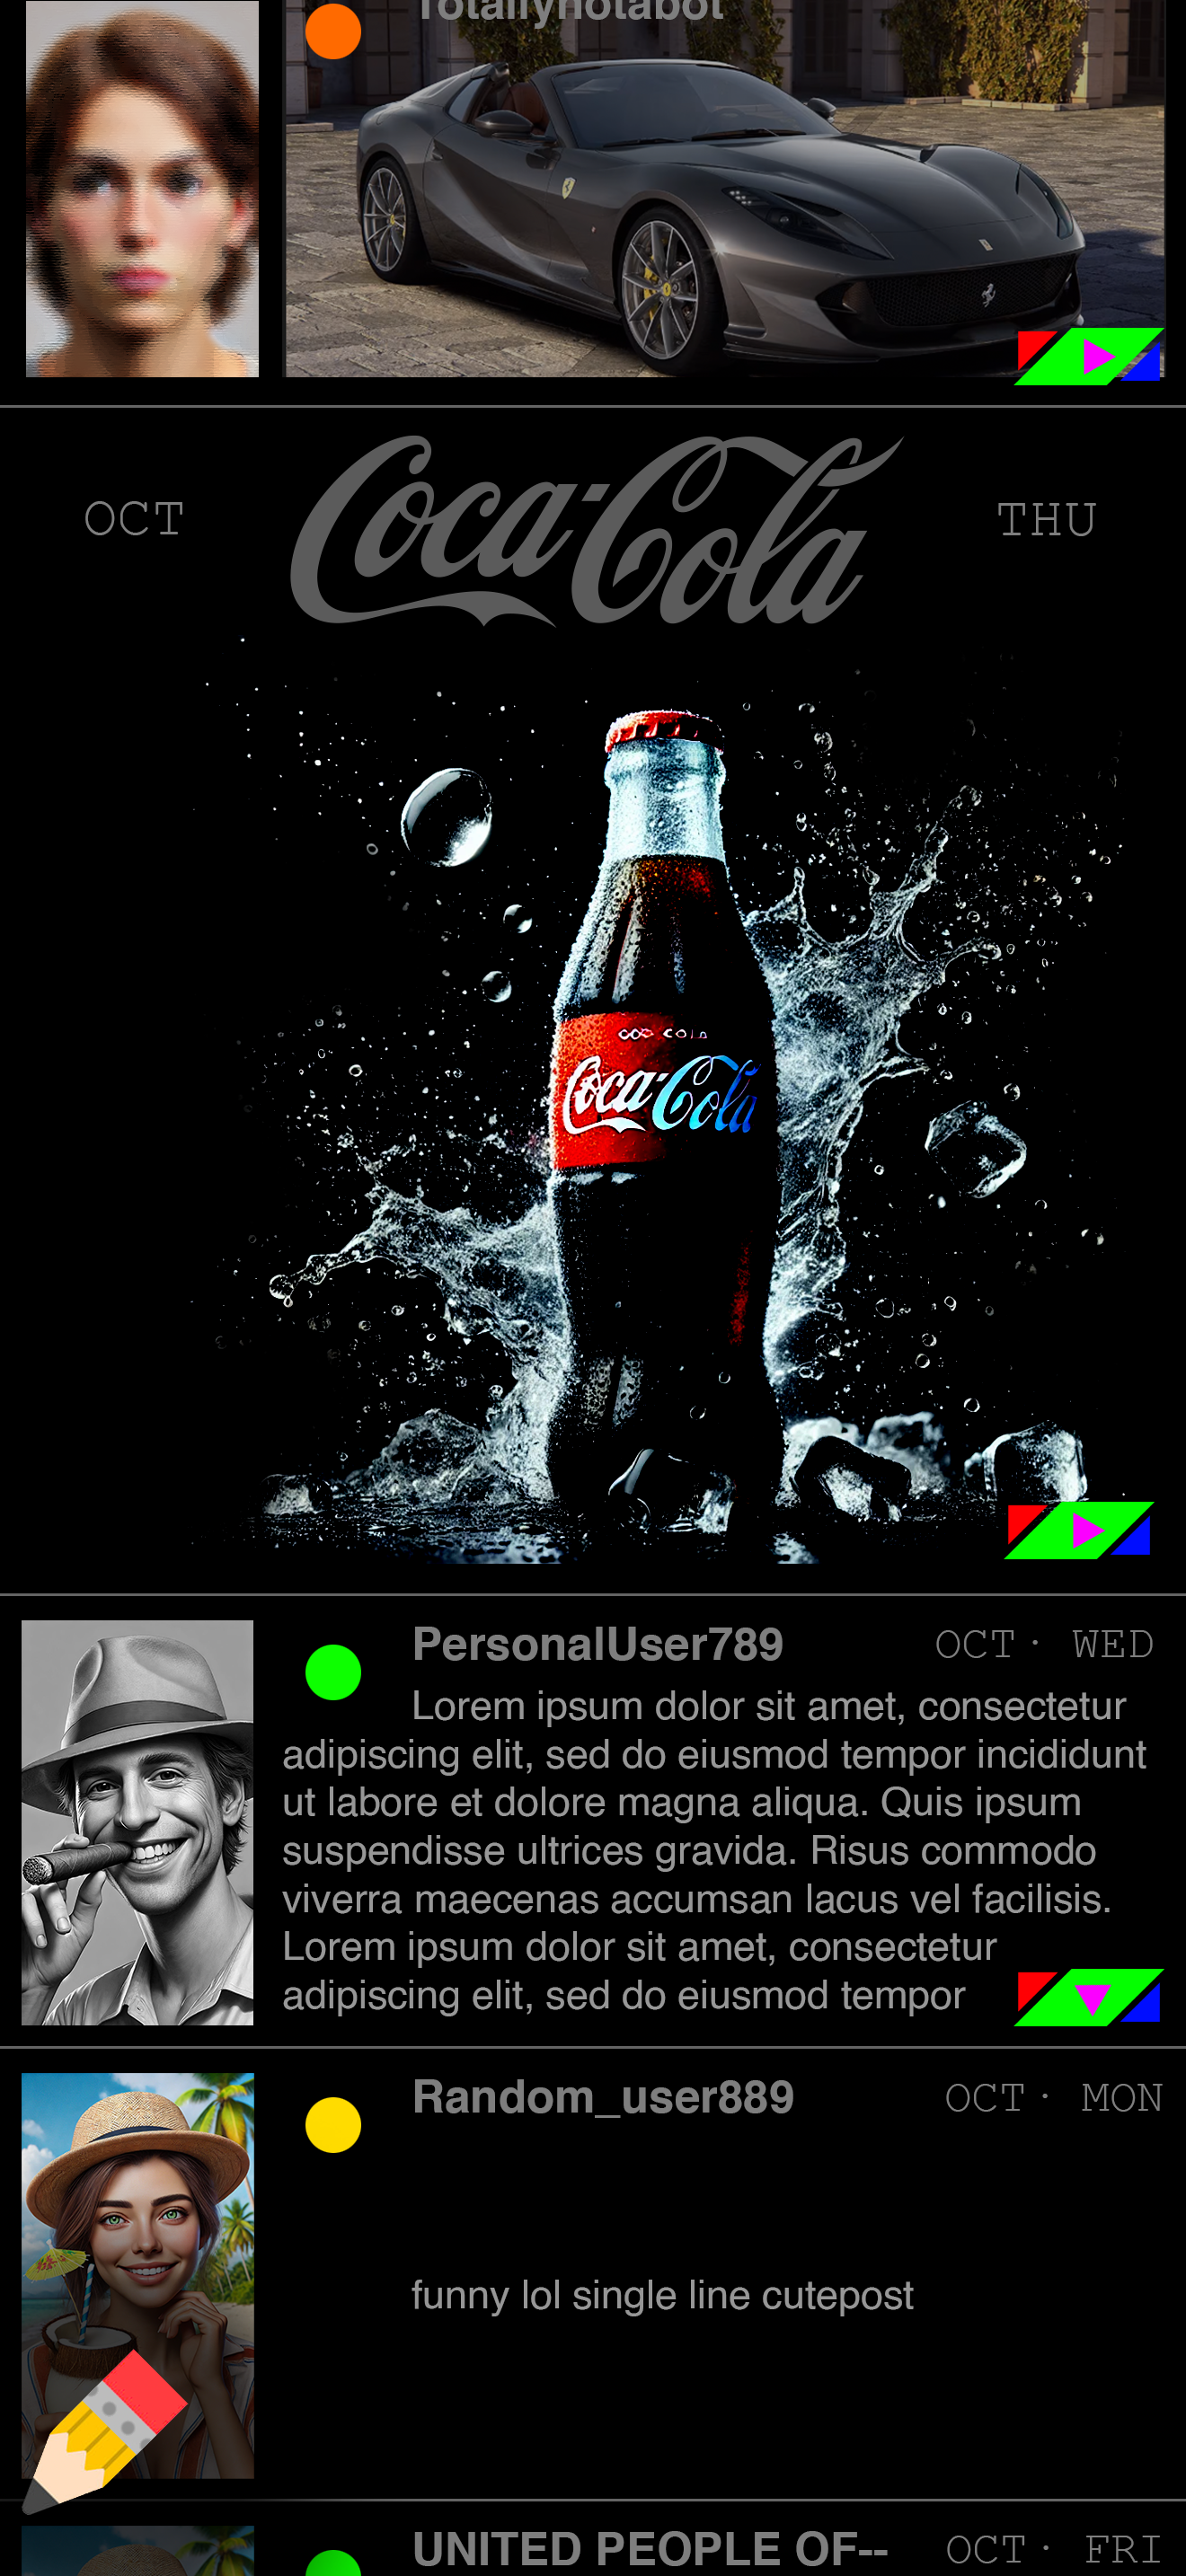 Totallynotabot
OCT
Coca-Cola
THU
Coca-Cola
PersonalUser789
OCT · WED
Lorem ipsum dolor sit amet, consectetur
adipiscing elit, sed do eiusmod tempor incididunt
ut labore et dolore magna aliqua. Quis ipsum
suspendisse ultrices gravida. Risus commodo
viverra maecenas accumsan lacus vel facilisis.
Lorem ipsum dolor sit amet, consectetur
adipiscing elit, sed do eiusmod tempor
Random_user889
OCT · MON
funny lol single line cutepost
UNITED PEOPLE OF--
OCT · FRI